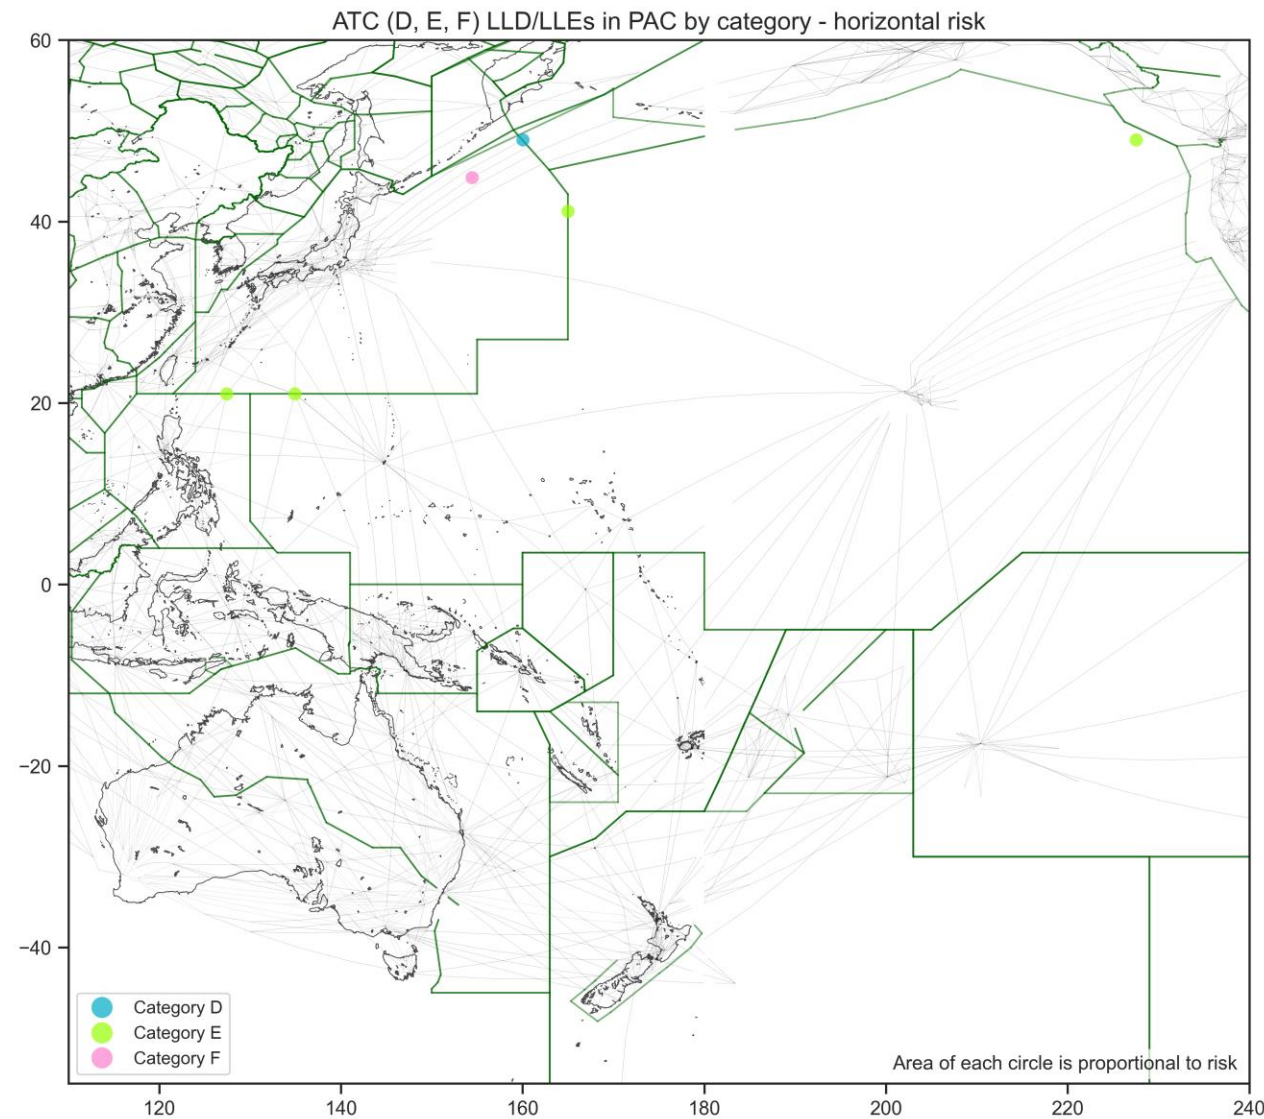 ATC (D, E, F) LLD/LLEs in PAC by category - horizontal risk
60
40
20
0
−20
−40
Category D
Category E
Category F
Area of each circle is proportional to risk
120
140
160
180
200
220
240